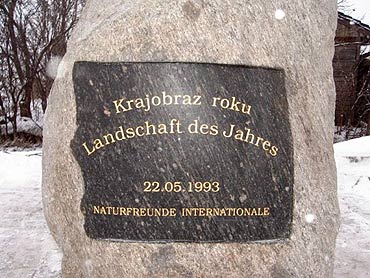 Krajobraz roku
Landschaft des Jahres
22.05.1993
NATURFREUNDE INTERNATIONALE